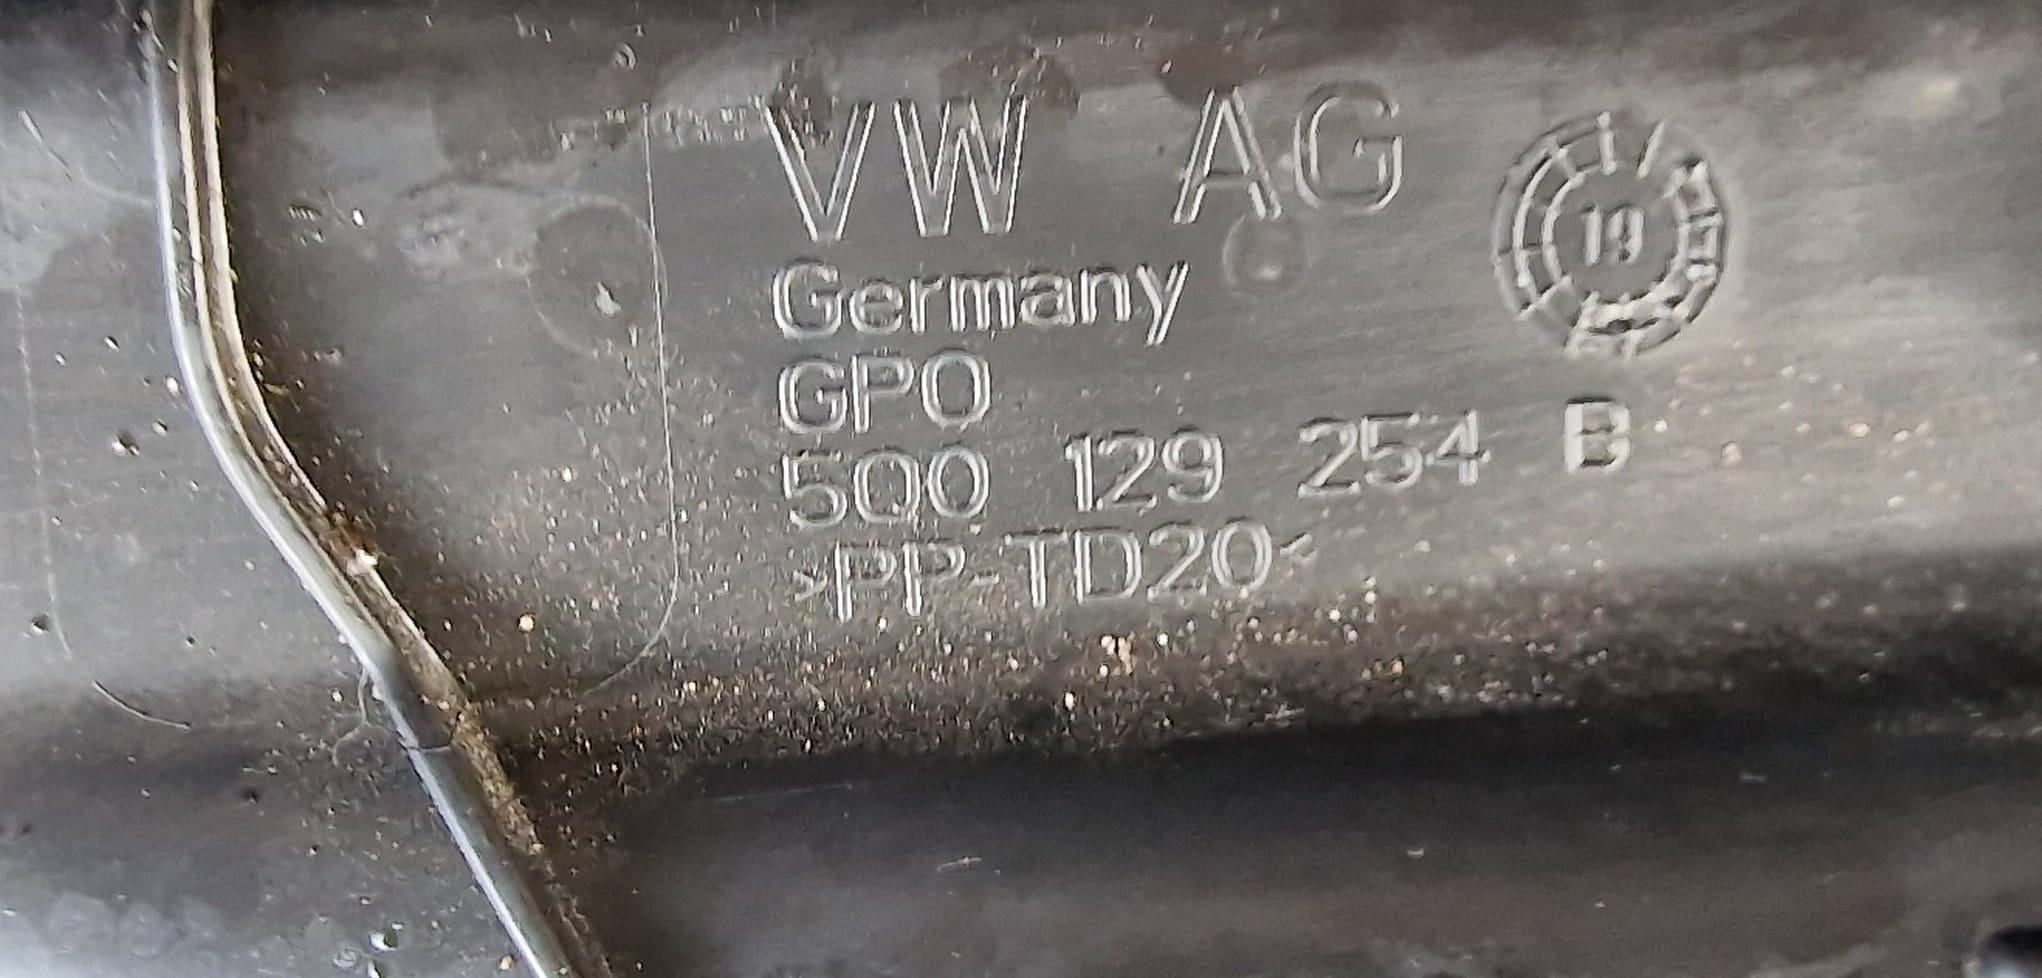 VW AG
19
Germany
GPO
5Q0 129 254 B
>PP-TD20<